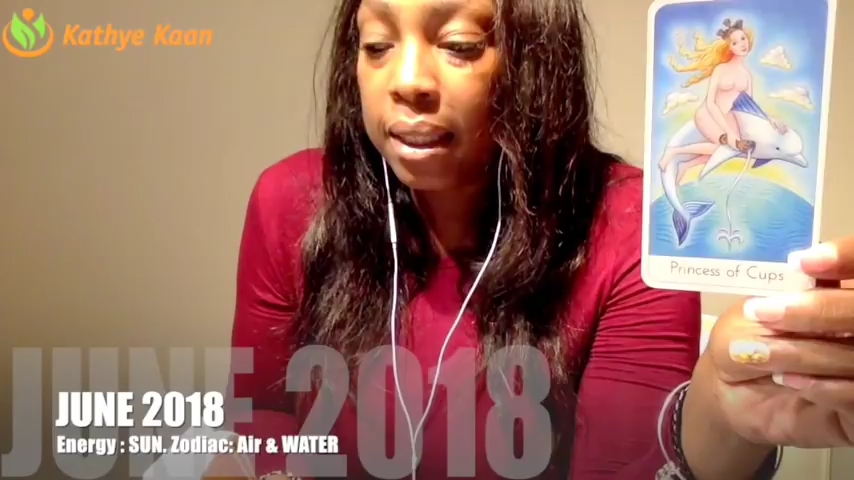 Kathye Kaan
Princess of Cups
JUNE 2018
JUNE 2018
Energy : SUN. Zodiac: Air & WATER